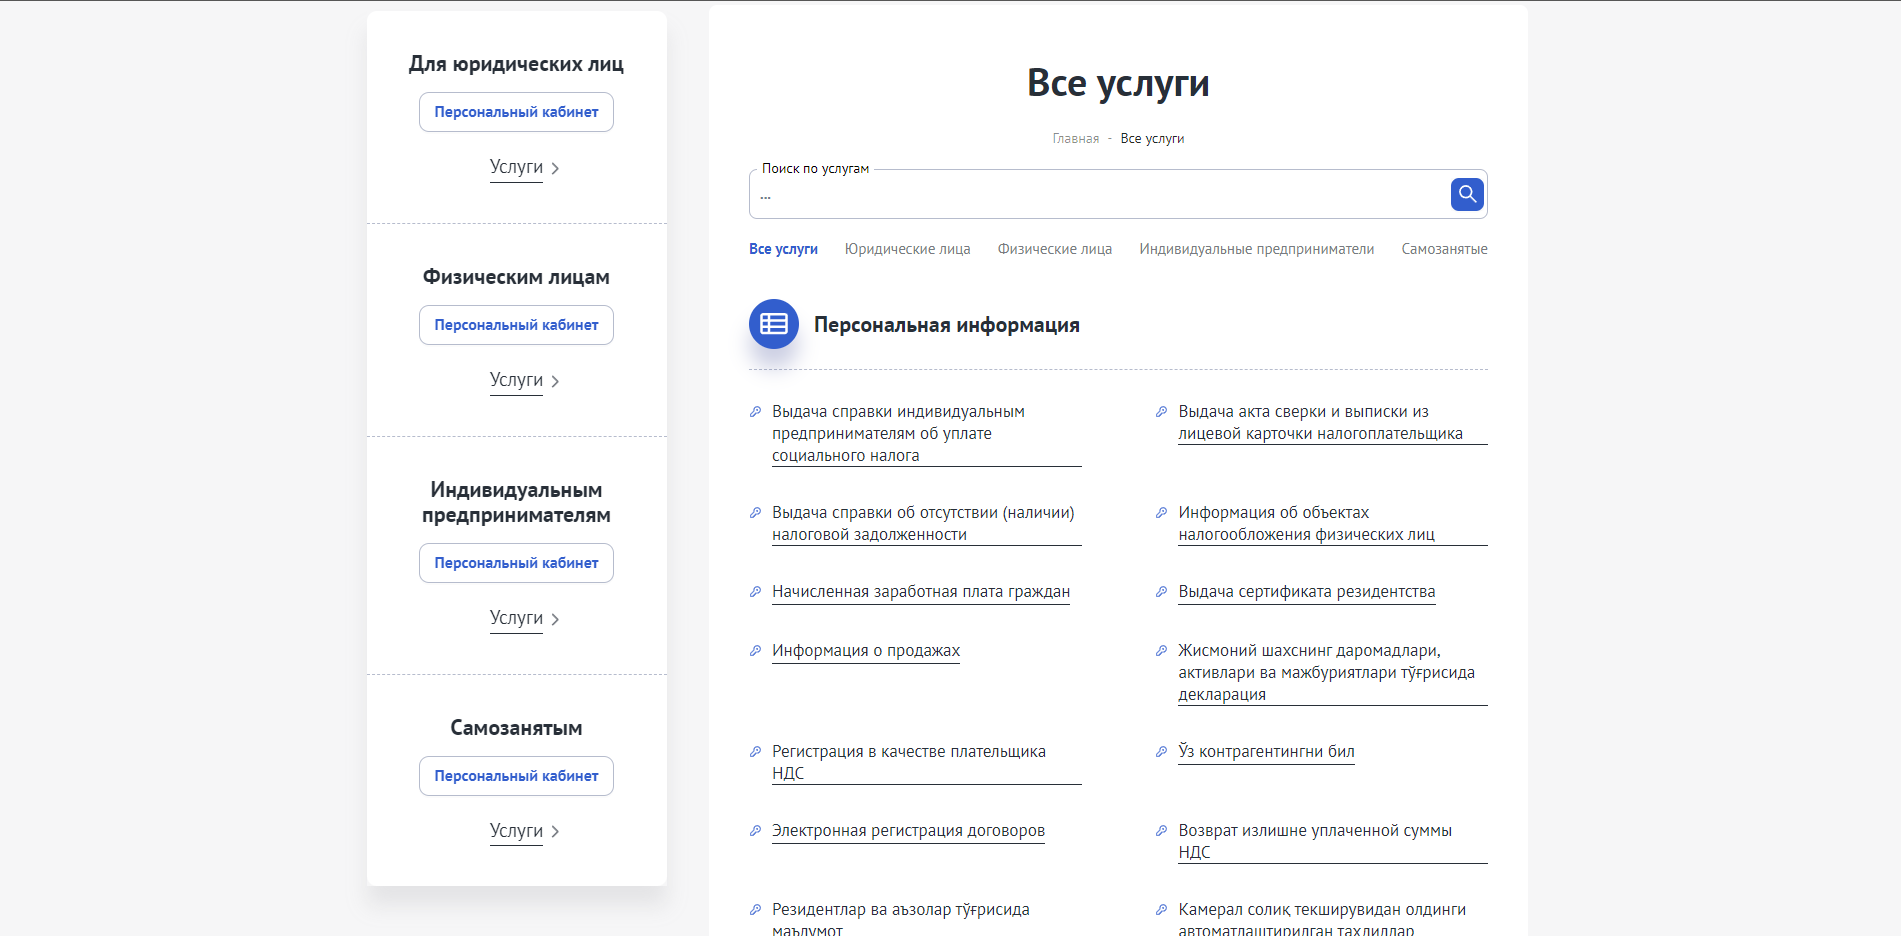 Для юридических лиц
Персональный кабинет
Услуги
Физическим лицам
Персональный кабинет
Услуги
Индивидуальным
предпринимателям
Персональный кабинет
Услуги
Самозанятым
Персональный кабинет
Услуги
Все услуги
Главная - Все услуги
Поиск по услугам
...
Все услуги Юридические лица Физические лица Индивидуальные предприниматели Самозанятые
Персональная информация
Выдача справки индивидуальным
предпринимателям об уплате
социального налога
Выдача акта сверки и выписки из
лицевой карточки налогоплательщика
Выдача справки об отсутствии (наличии)
налоговой задолженности
Информация об объектах
налогообложения физических лиц
Начисленная заработная плата граждан
Выдача сертификата резидентства
Информация о продажах
Жисмоний шахснинг даромадлари,
активлари ва мажбуриятлари тўғрисида
декларация
Регистрация в качестве плательщика
НДС
Ўз контрагентингни бил
Электронная регистрация договоров
Возврат излишне уплаченной суммы
НДС
Резидентлар ва аъзолар тўғрисида
маълумот
Камерал солиқ текширувидан олдинги
автоматлаштирилган таҳлиллар